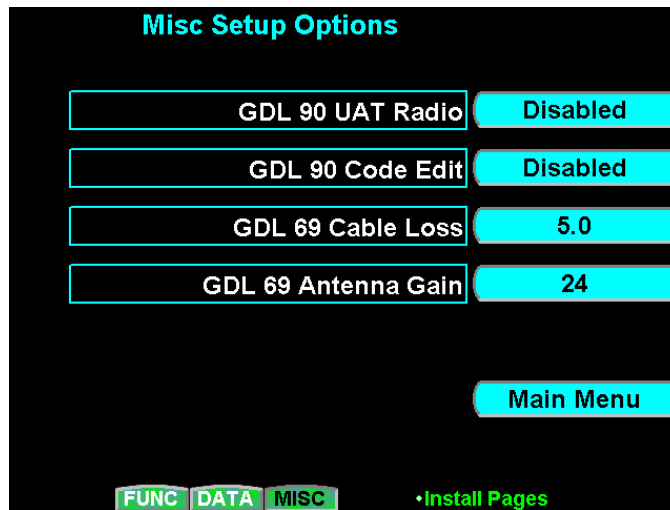 Misc Setup Options
GDL 90 UAT Radio Disabled
GDL 90 Code Edit Disabled
GDL 69 Cable Loss 5.0
GDL 69 Antenna Gain 24
Main Menu
FUNC DATA MISC •Install Pages